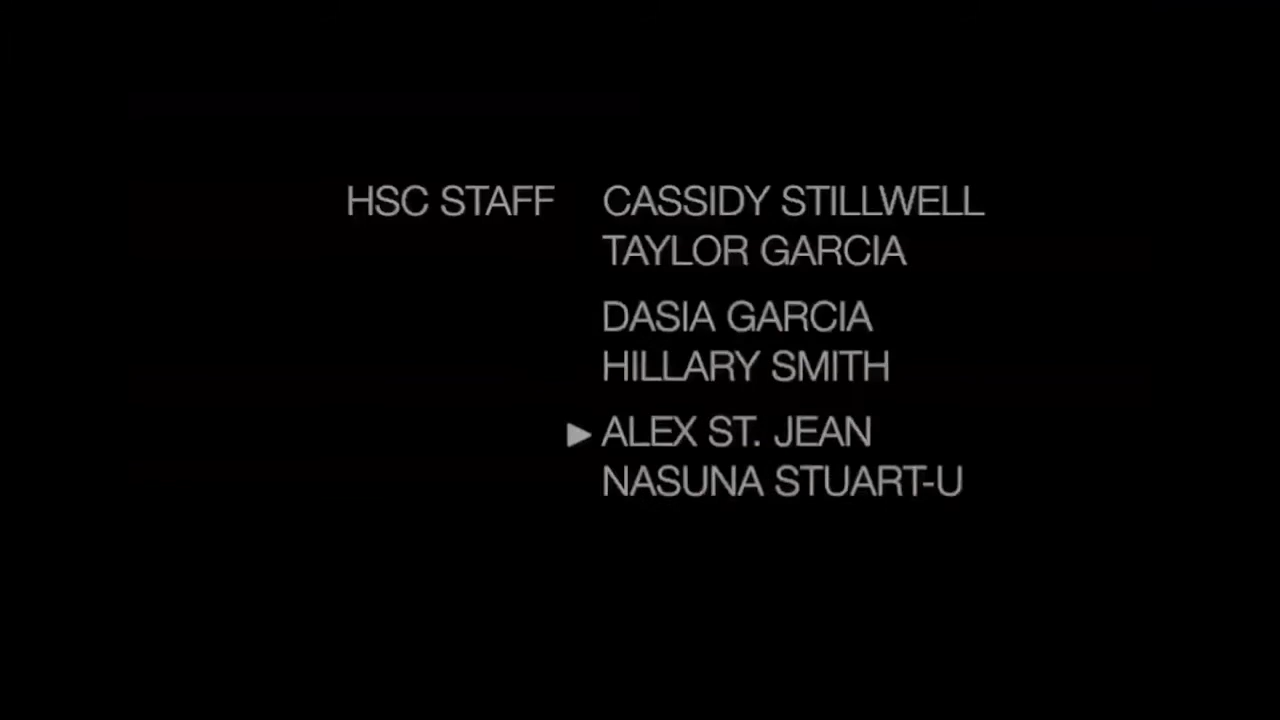 HSC STAFF CASSIDY STILLWELL
TAYLOR GARCIA
DASIA GARCIA
HILLARY SMITH
▶ ALEX ST. JEAN
NASUNA STUART-U